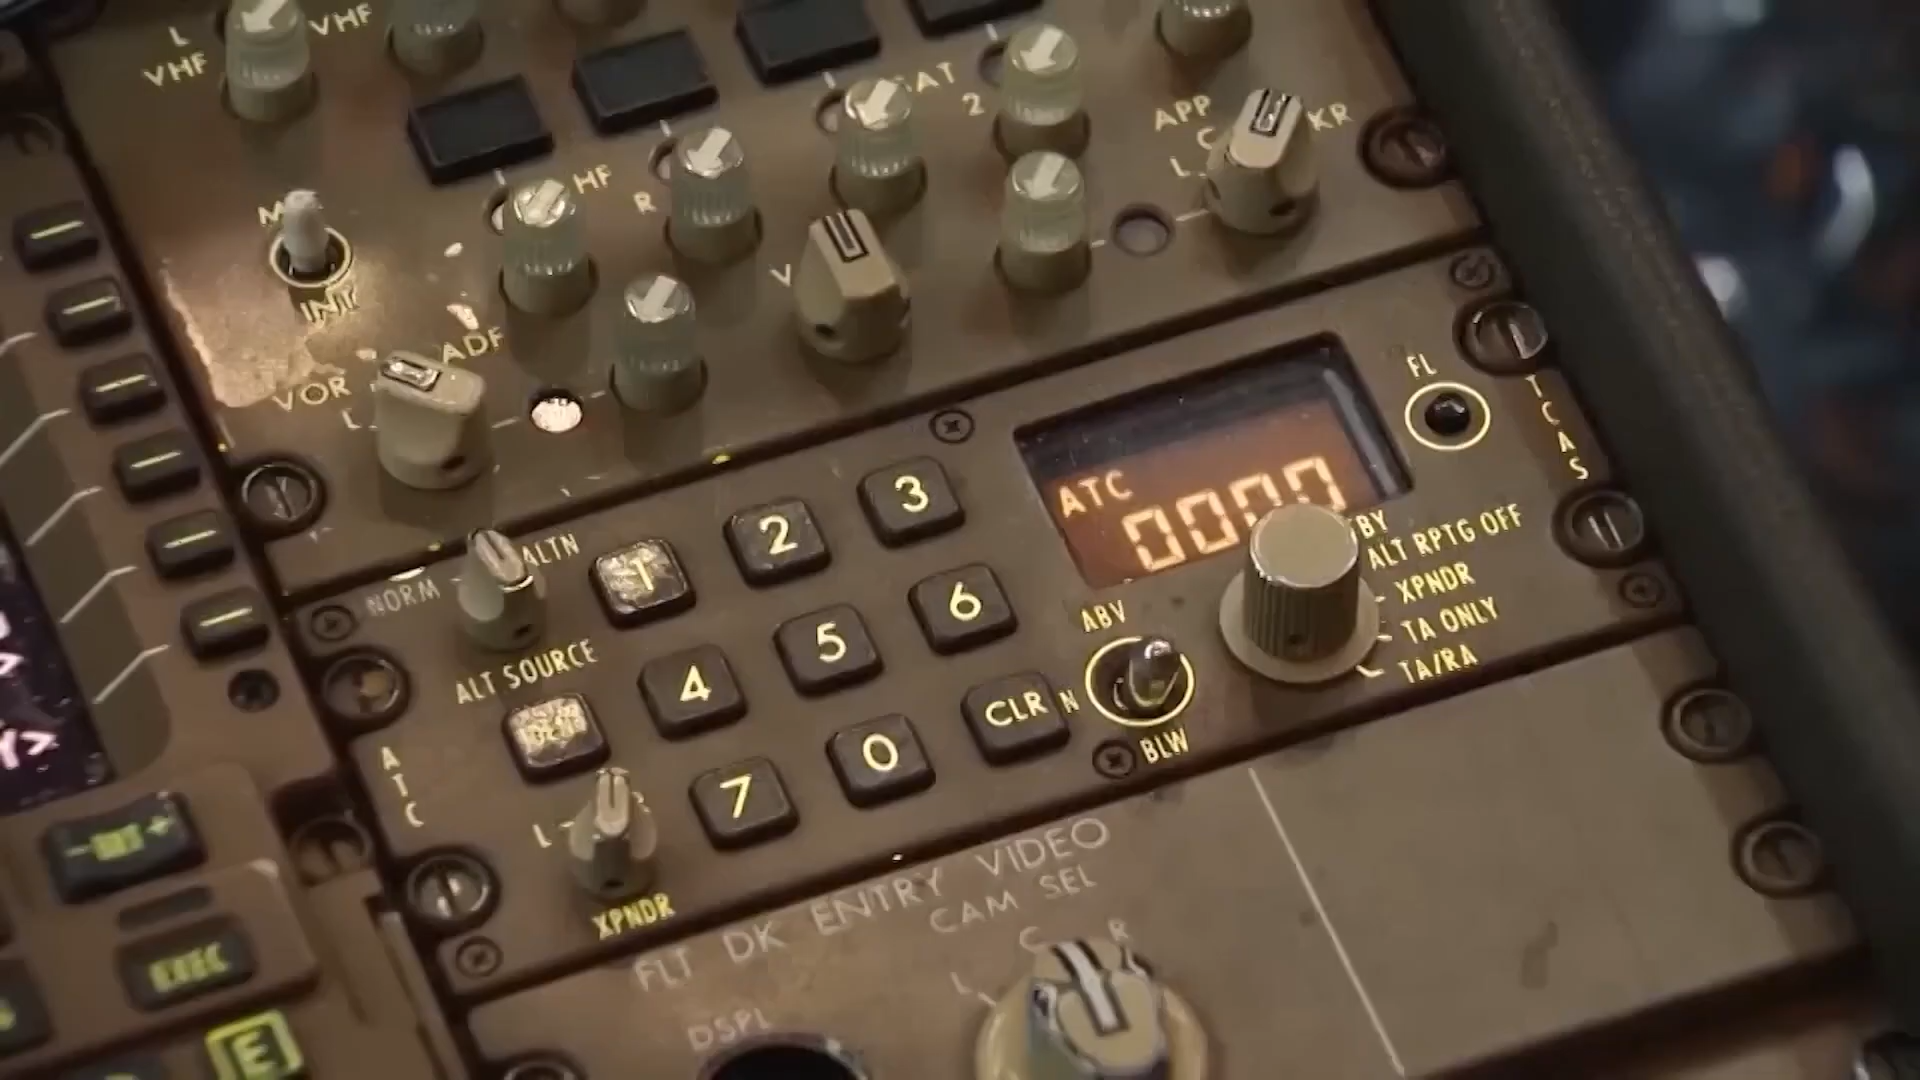 L
VHF
VHF
HF
R
2
APP
C
L
KR
INT
ADF
VOR
L
V
NORM
ALTN
ALT SOURCE
1
2
3
4
5
6
7
0
CLR
ATC
0000
FL
TCAS
ALT RPTG OFF
XPNDR
TA ONLY
TA/RA
ABV
N
BLW
ATC
L
XPNDR
FLT DK ENTRY VIDEO
CAM SEL
L
C
R
DSPL
EXEC
E